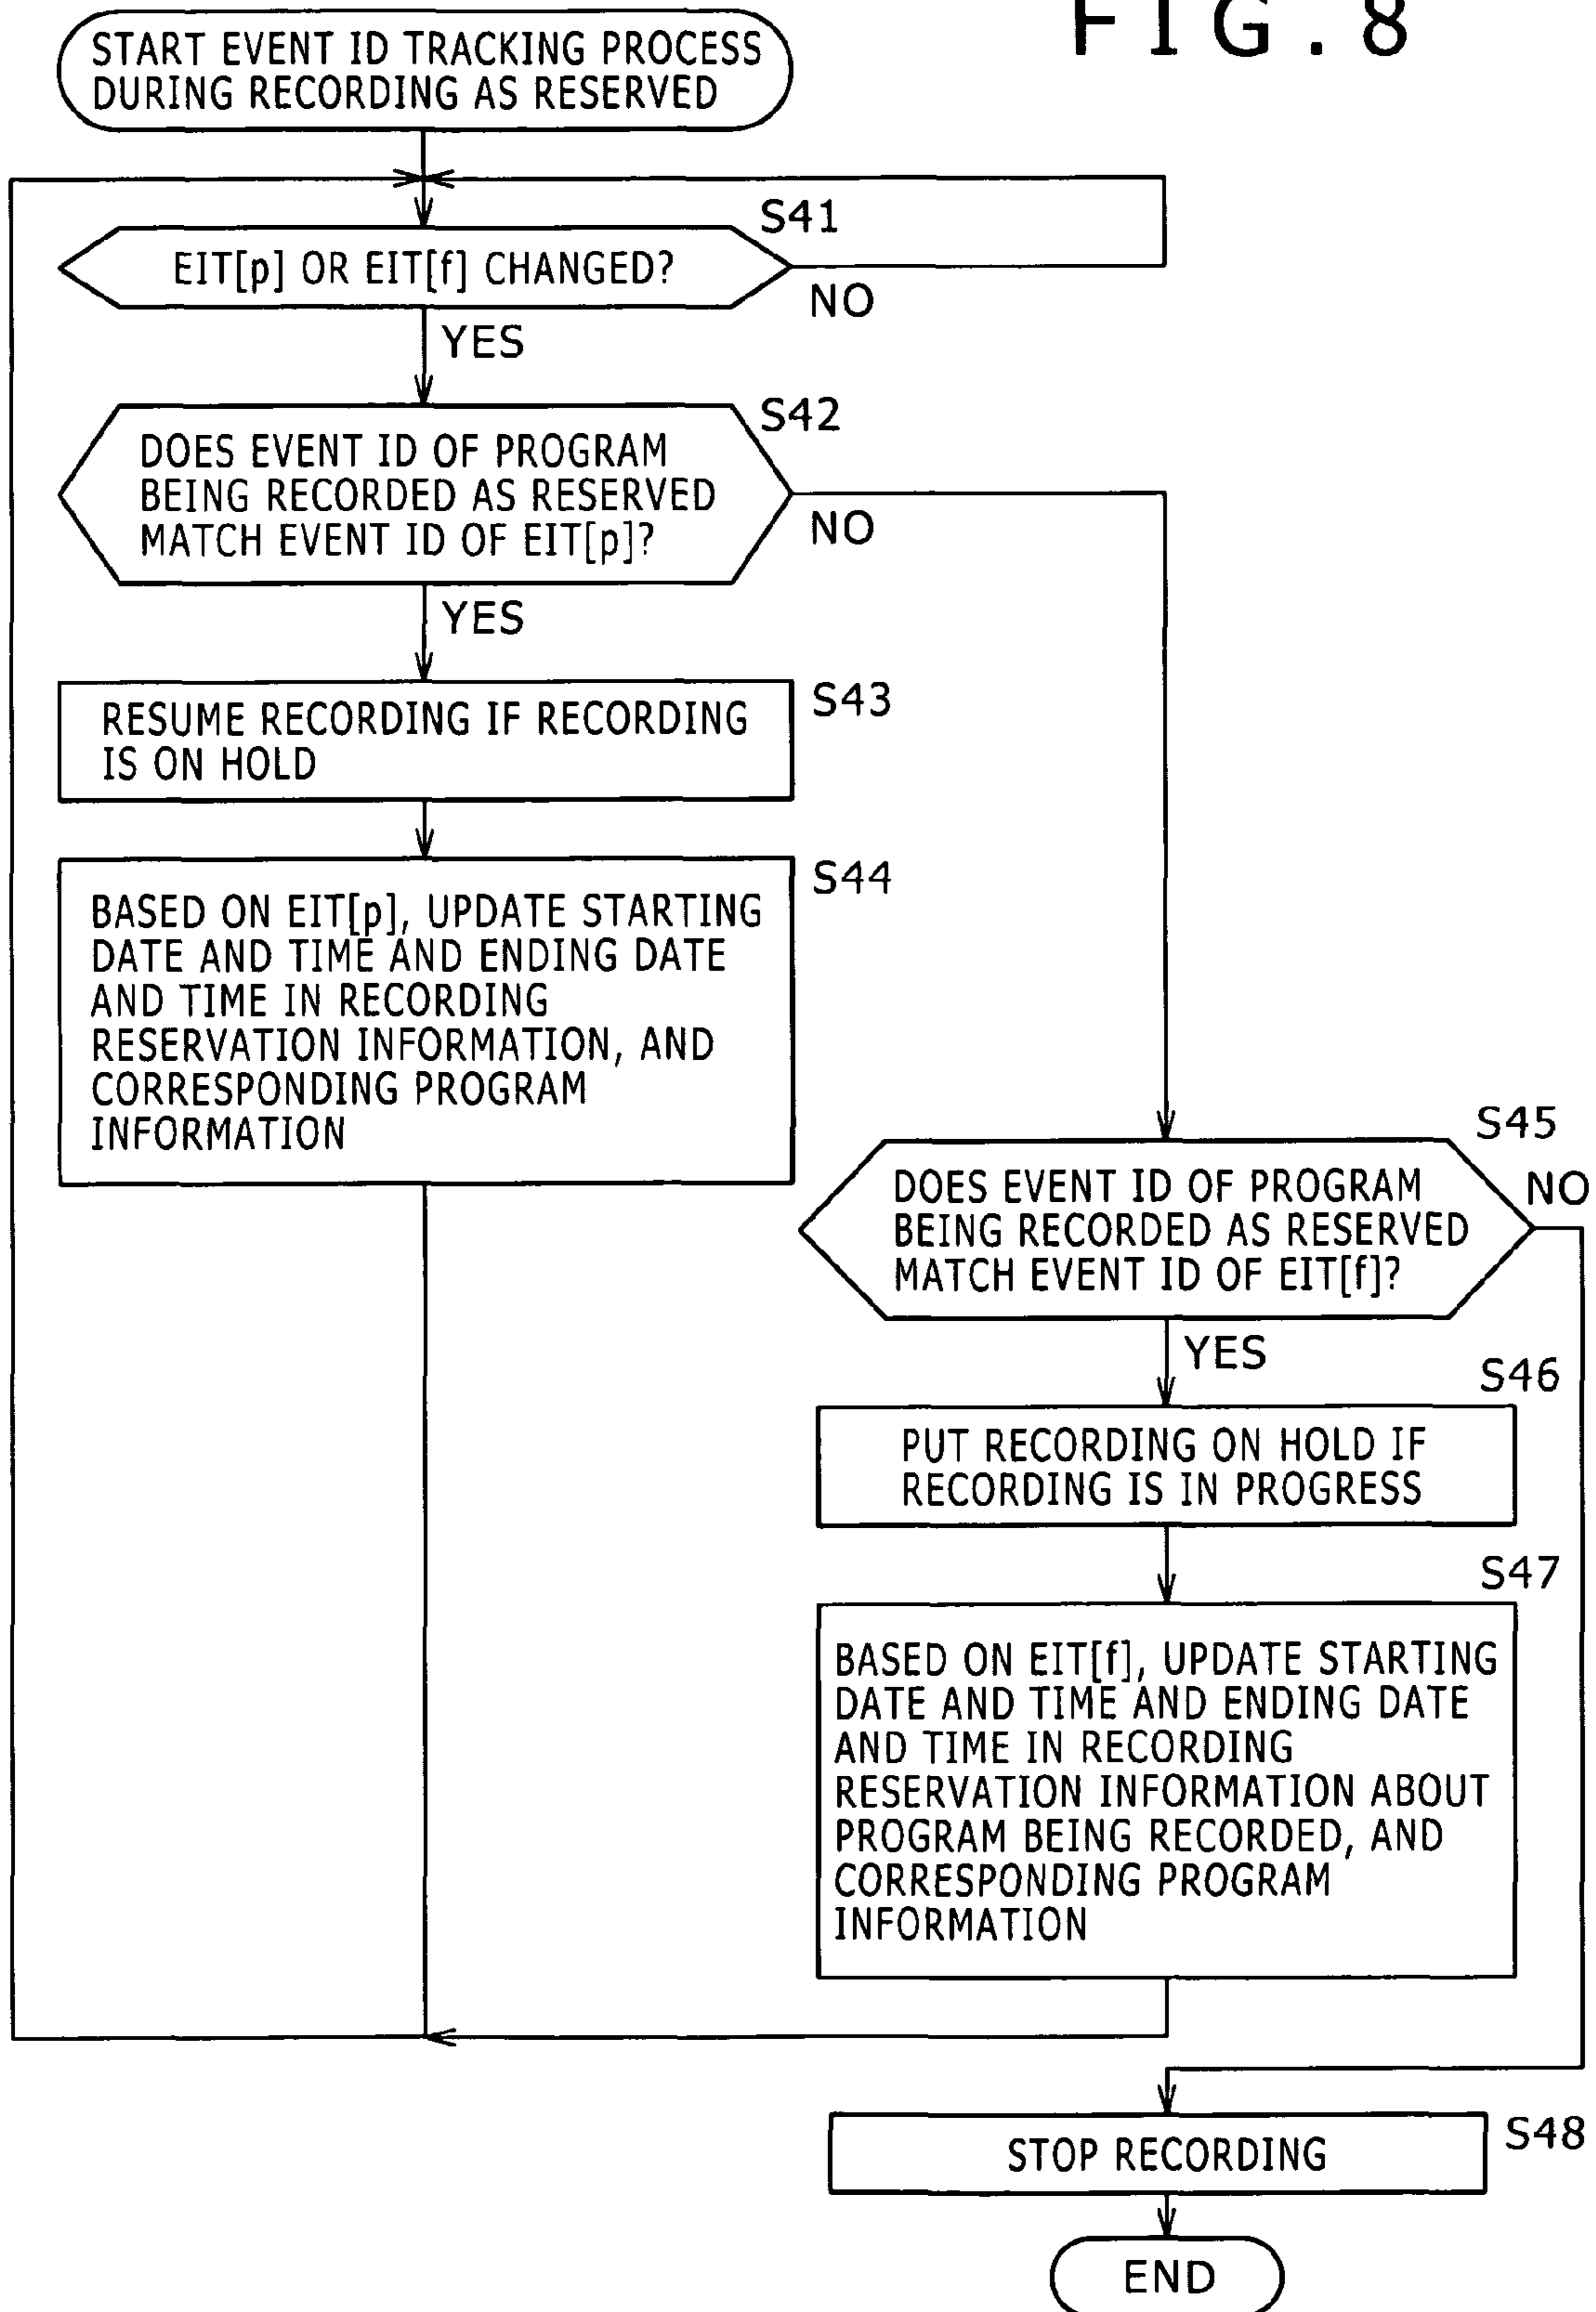 FIG. 8
START EVENT ID TRACKING PROCESS
DURING RECORDING AS RESERVED
S41
EIT[p] OR EIT[f] CHANGED?
NO
YES
S42
DOES EVENT ID OF PROGRAM
BEING RECORDED AS RESERVED
MATCH EVENT ID OF EIT[p]?
NO
YES
S43
RESUME RECORDING IF RECORDING
IS ON HOLD
S44
BASED ON EIT[p], UPDATE STARTING
DATE AND TIME AND ENDING DATE
AND TIME IN RECORDING
RESERVATION INFORMATION, AND
CORRESPONDING PROGRAM
INFORMATION
S45
DOES EVENT ID OF PROGRAM
BEING RECORDED AS RESERVED
MATCH EVENT ID OF EIT[f]?
NO
YES
S46
PUT RECORDING ON HOLD IF
RECORDING IS IN PROGRESS
S47
BASED ON EIT[f], UPDATE STARTING
DATE AND TIME AND ENDING DATE
AND TIME IN RECORDING
RESERVATION INFORMATION ABOUT
PROGRAM BEING RECORDED, AND
CORRESPONDING PROGRAM
INFORMATION
S48
STOP RECORDING
END